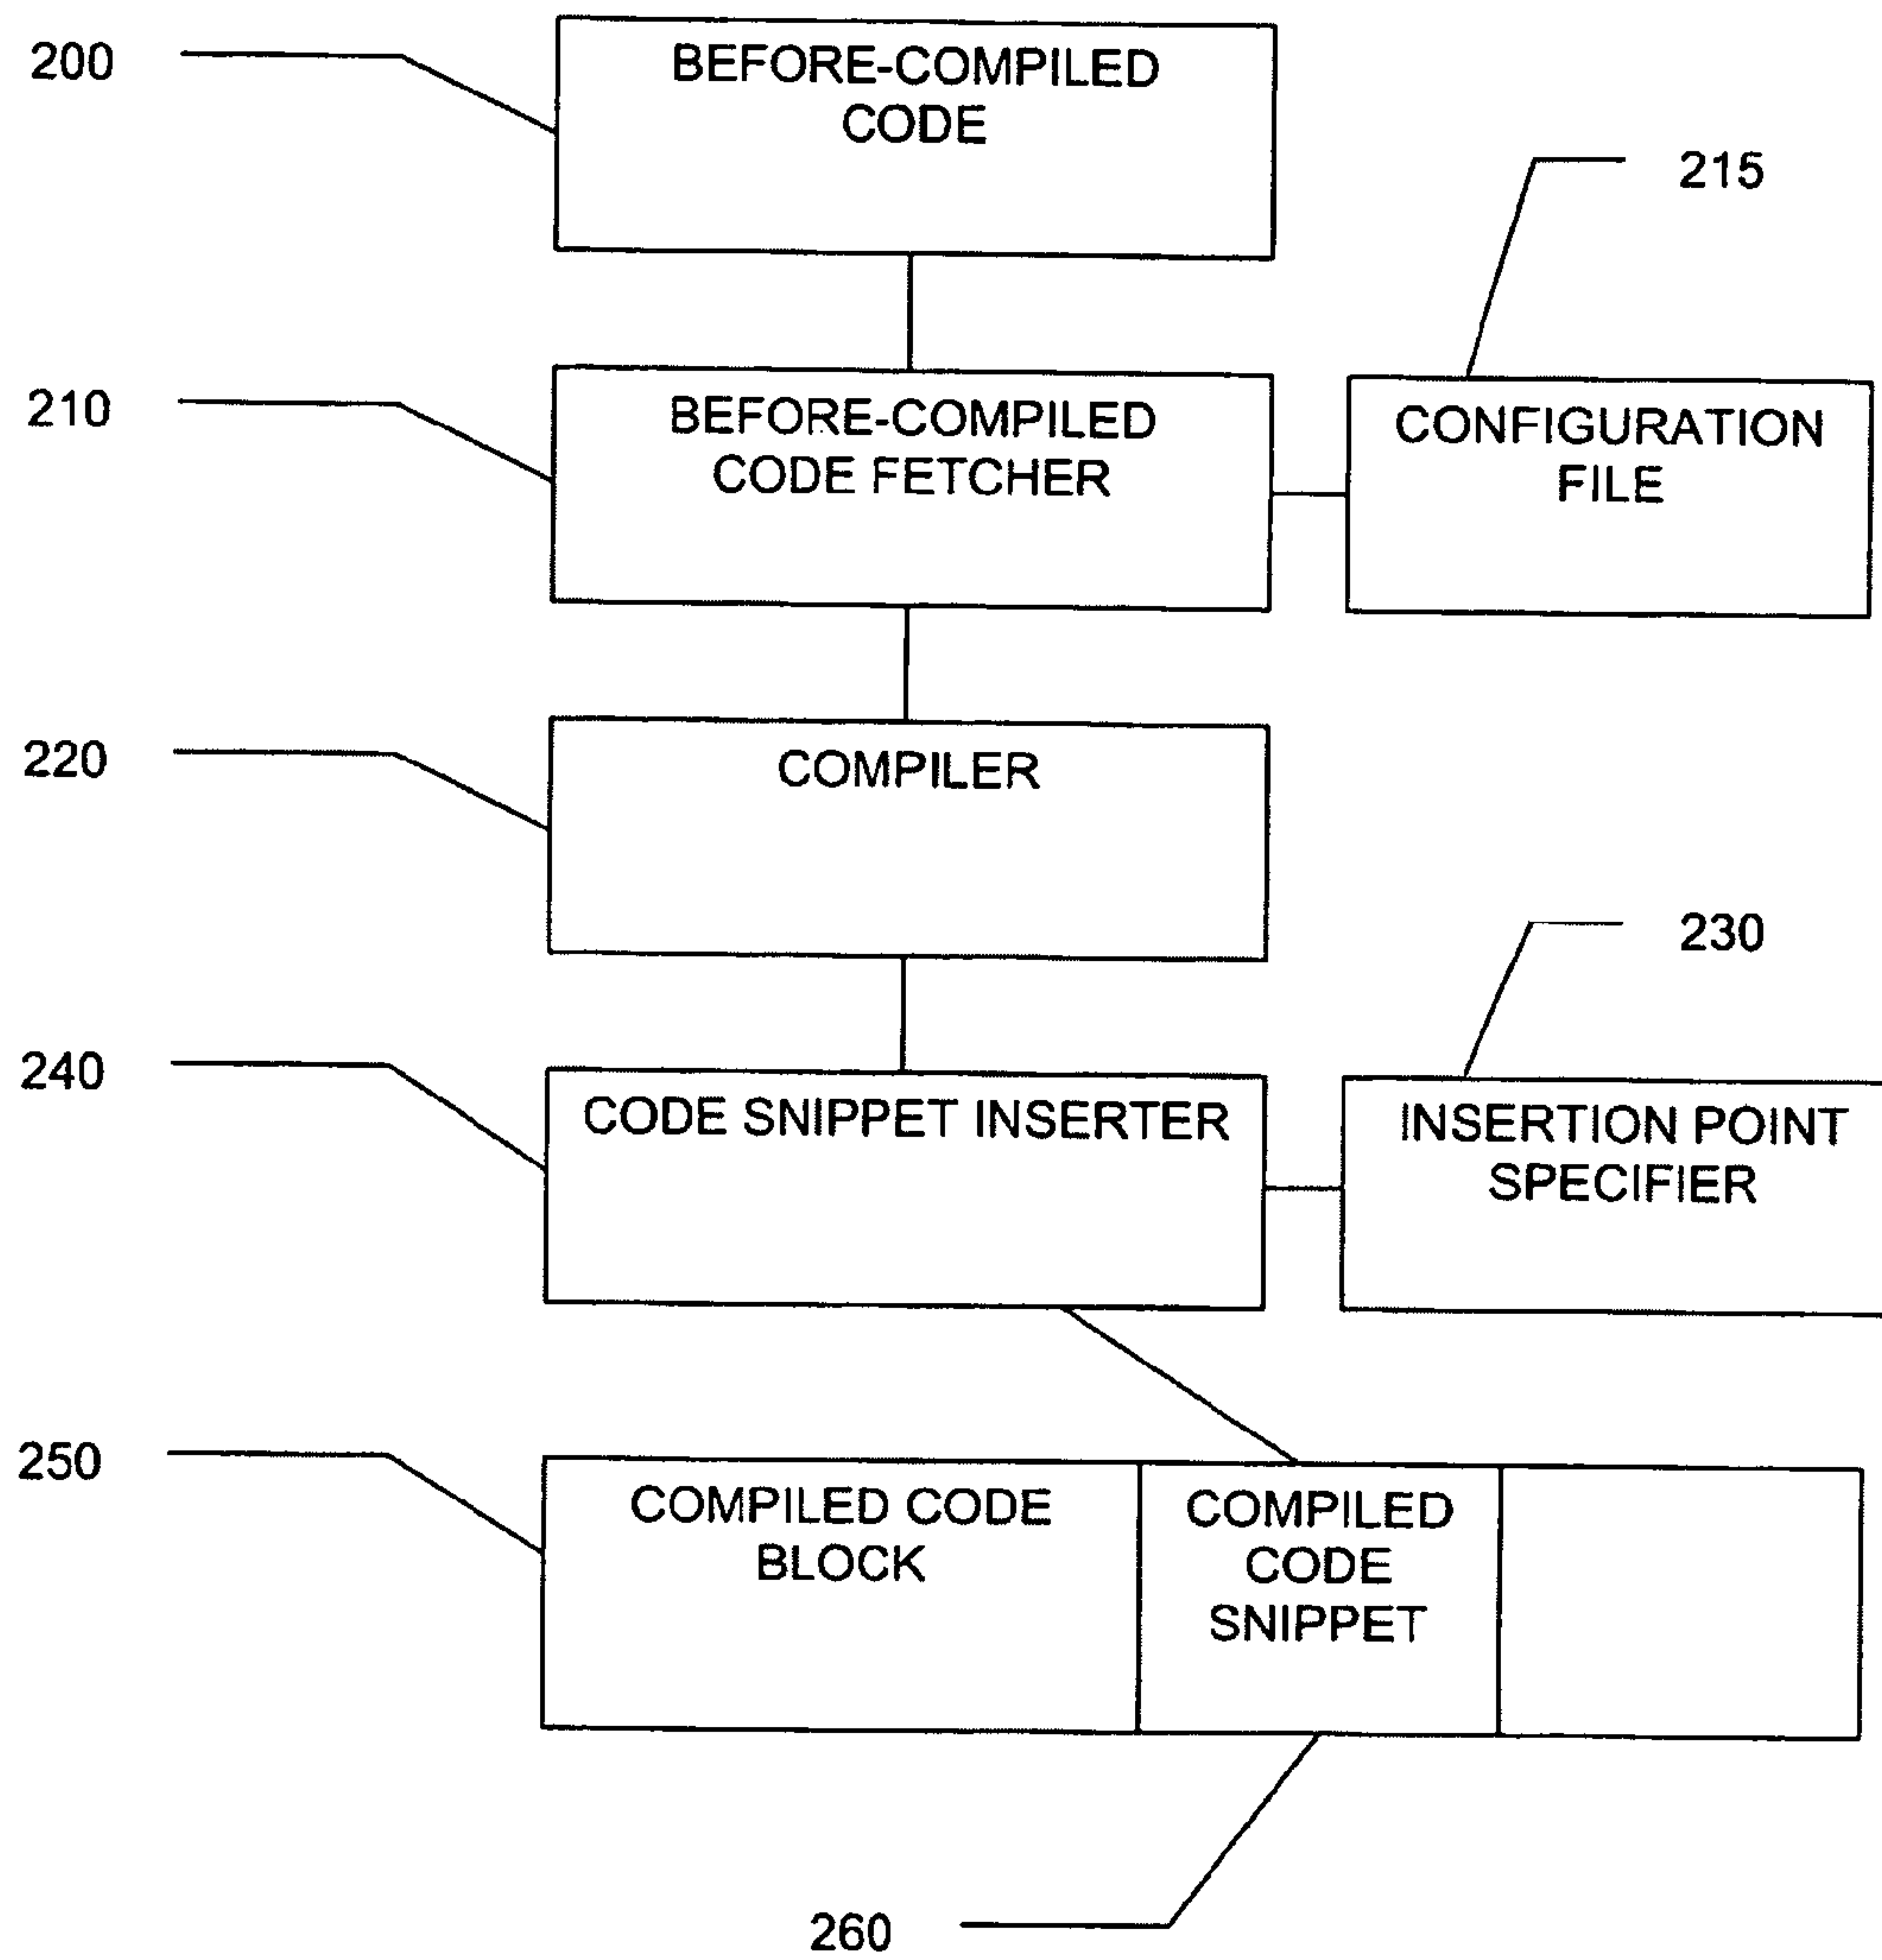 200
BEFORE-COMPILED
CODE
215
210
BEFORE-COMPILED
CODE FETCHER
CONFIGURATION
FILE
220
COMPILER
230
240
CODE SNIPPET INSERTER
INSERTION POINT
SPECIFIER
250
COMPILED CODE
BLOCK
COMPILED
CODE
SNIPPET
260